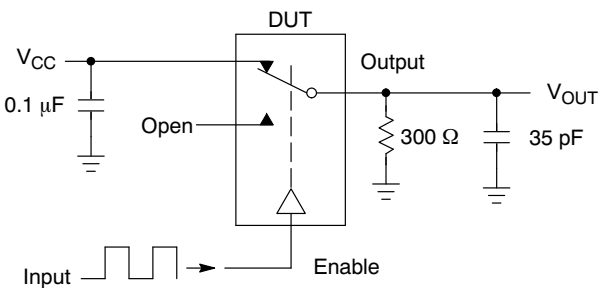 DUT
VCC
Output
0.1 μF
VOUT
Open
300 Ω
35 pF
Input
Enable